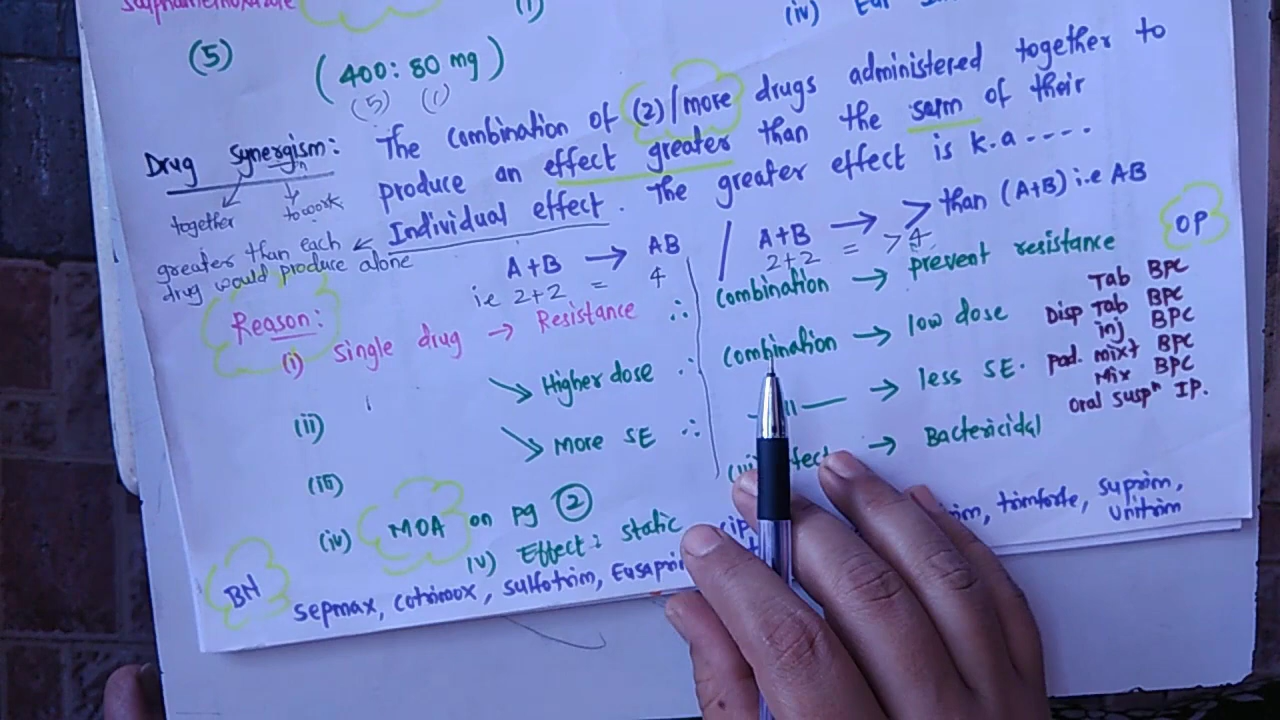 (i)
(iv)
(5)
(400: 80 mg)
(5) (1)
Drug synergism: The combination of (2)/more drugs administered together to
produce an effect greater than the sum of their
Individual effect. The greater effect is k.a ----.
together
to work
greater than each
drug would produce alone
A+B → AB
i.e 2+2 = 4
A+B → > than (A+B) i.e AB
2+2 = >4
OP
Reason:
(i) Single drug → Resistance ∴ Combination → prevent resistance
Higher dose ∴ Combination → low dose
(ii) More SE ∴ —11— → less SE.
(iii) → Bactericidal
Tab BPC
Disp Tab BPC
inj BPC
Pad. mixt BPC
Mix BPC
Oral Suspn IP.
(iv) MOA on pg 2
iv) Effect: static
BN
sepmax, cotrimox, sulfotrim, trimforte, suprim,
unitrim